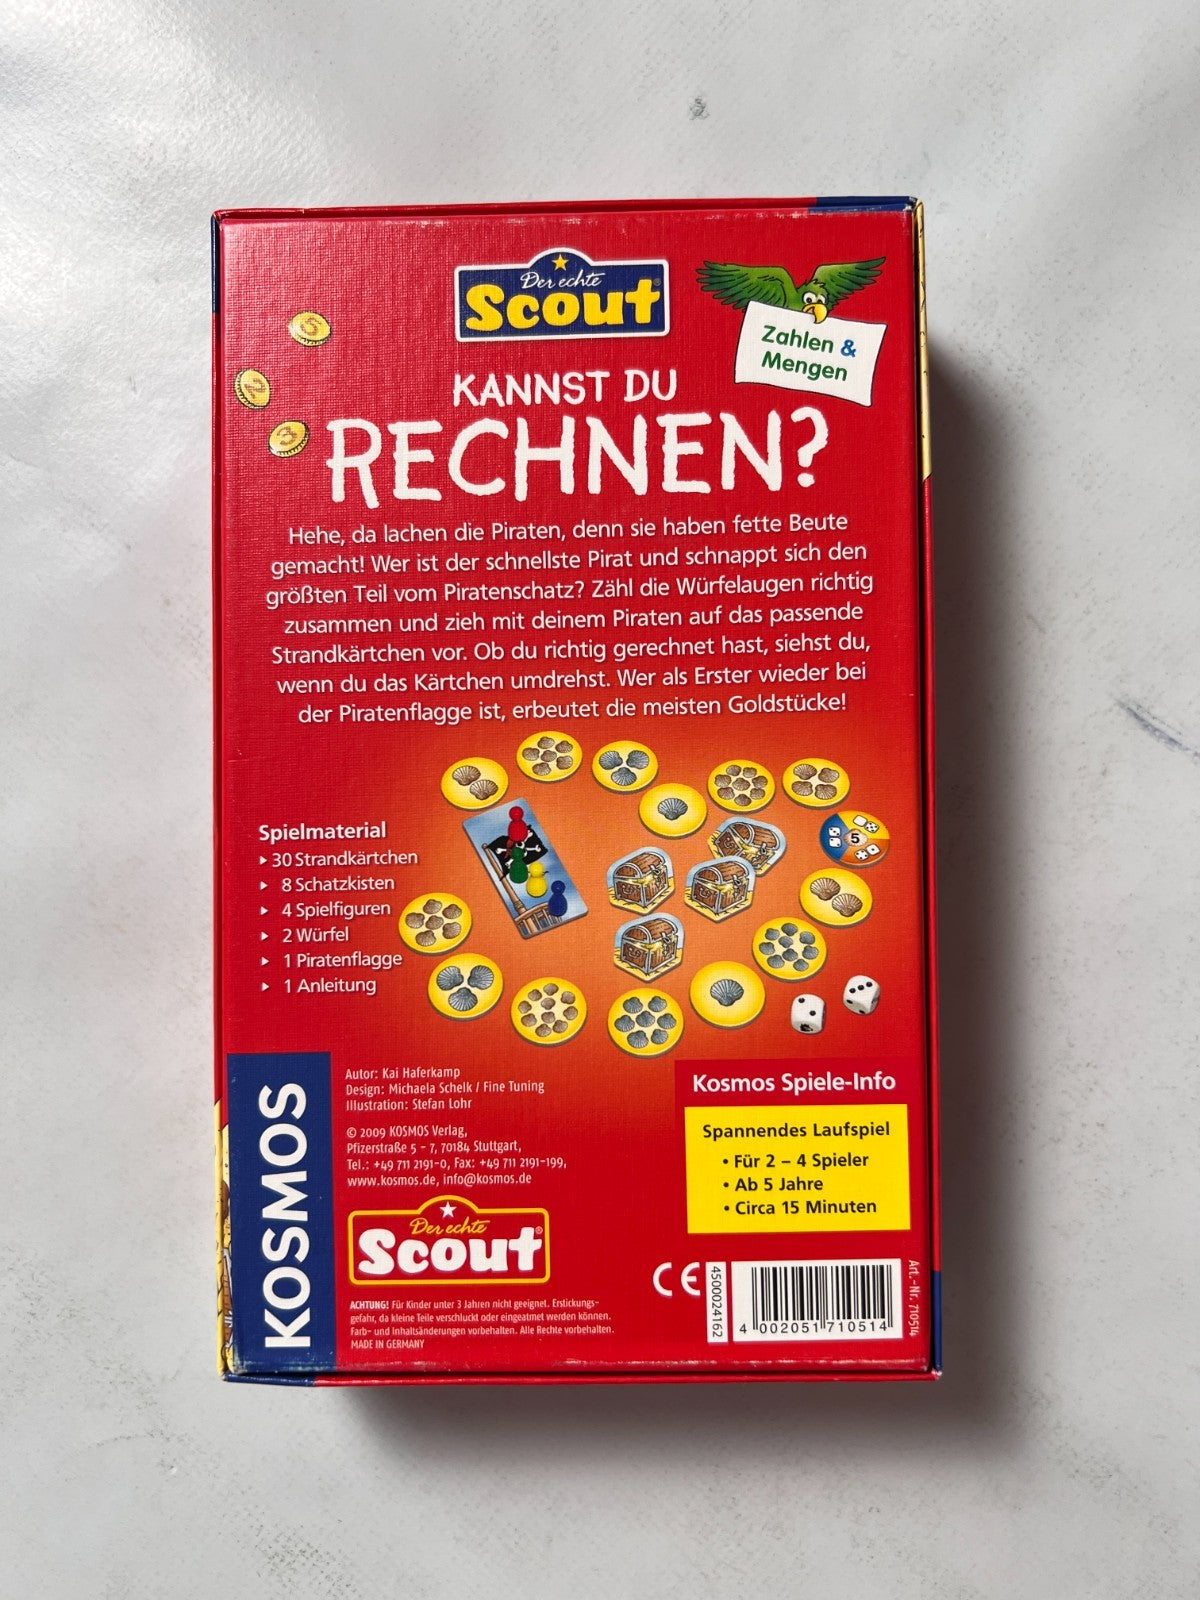 Der echte
Scout
Zahlen &
Mengen
5
2
3
KANNST DU
RECHNEN?
Hehe, da lachen die Piraten, denn sie haben fette Beute
gemacht! Wer ist der schnellste Pirat und schnappt sich den
größten Teil vom Piratenschatz? Zähl die Würfelaugen richtig
zusammen und zieh mit deinem Piraten auf das passende
Strandkärtchen vor. Ob du richtig gerechnet hast, siehst du,
wenn du das Kärtchen umdrehst. Wer als Erster wieder bei
der Piratenflagge ist, erbeutet die meisten Goldstücke!
Spielmaterial
30 Strandkärtchen
8 Schatzkisten
4 Spielfiguren
2 Würfel
1 Piratenflagge
1 Anleitung
5
KOSMOS
Autor: Kai Haferkamp
Design: Michaela Schelk / Fine Tuning
Illustration: Stefan Lohr
© 2009 KOSMOS Verlag,
Pfizerstraße 5 – 7, 70184 Stuttgart,
Tel.: +49 711 2191-0, Fax: +49 711 2191-199,
www.kosmos.de, info@kosmos.de
Der echte
Scout®
ACHTUNG! Für Kinder unter 3 Jahren nicht geeignet. Erstickungs-
gefahr, da kleine Teile verschluckt oder eingeatmet werden können.
Farb- und Inhaltsänderungen vorbehalten. Alle Rechte vorbehalten.
MADE IN GERMANY
Kosmos Spiele-Info
Spannendes Laufspiel
• Für 2 – 4 Spieler
• Ab 5 Jahre
• Circa 15 Minuten
CE
4500024162
4 002051 710514
Art.-Nr. 710514